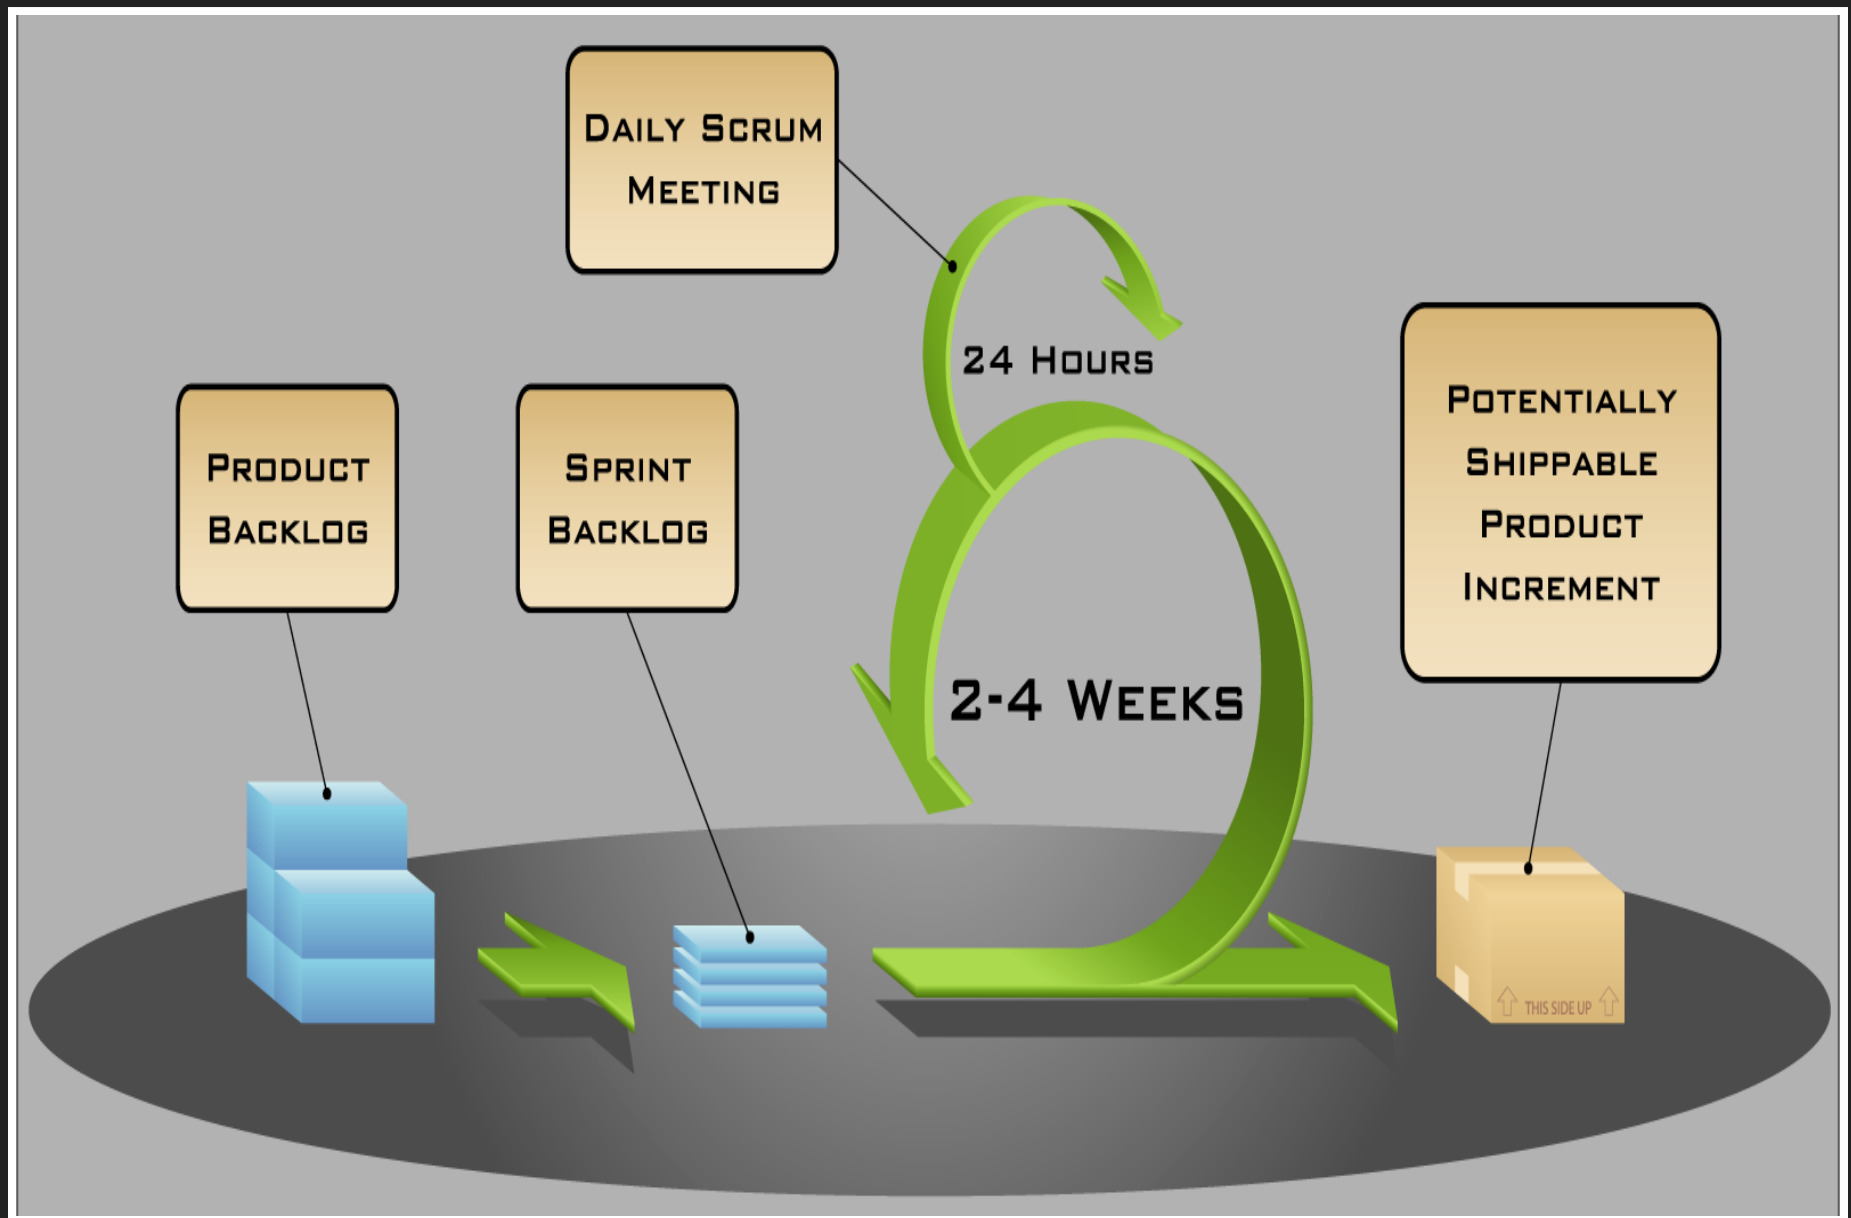 DAILY SCRUM
MEETING
24 HOURS
PRODUCT
BACKLOG
SPRINT
BACKLOG
POTENTIALLY
SHIPPABLE
PRODUCT
INCREMENT
2-4 WEEKS
THIS SIDE UP